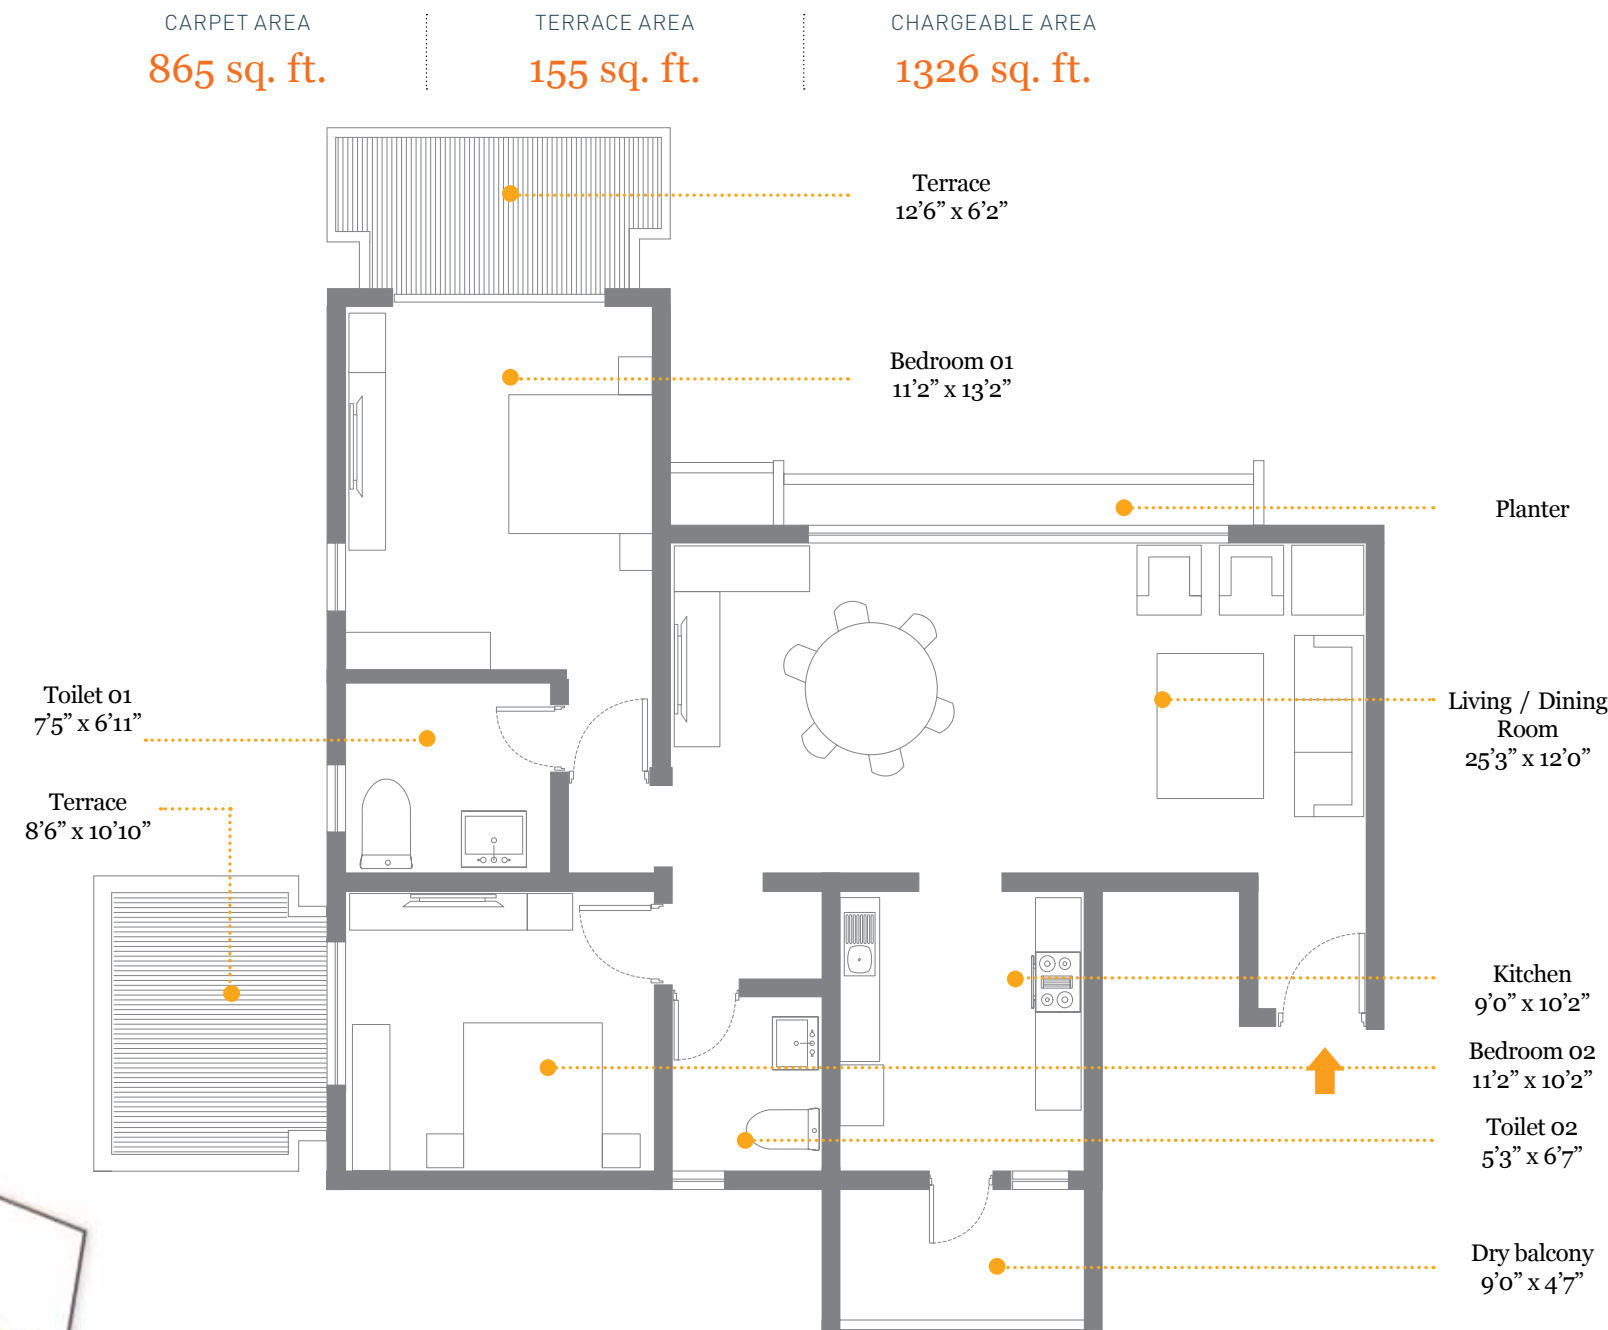 CARPET AREA
865 sq. ft.
TERRACE AREA
155 sq. ft.
CHARGEABLE AREA
1326 sq. ft.
Terrace
12’6” x 6’2”
Bedroom 01
11’2” x 13’2”
Planter
Toilet 01
7’5” x 6’11”
Living / Dining
Room
25’3” x 12’0”
Terrace
8’6” x 10’10”
Kitchen
9’0” x 10’2”
Bedroom 02
11’2” x 10’2”
Toilet 02
5’3” x 6’7”
Dry balcony
9’0” x 4’7”